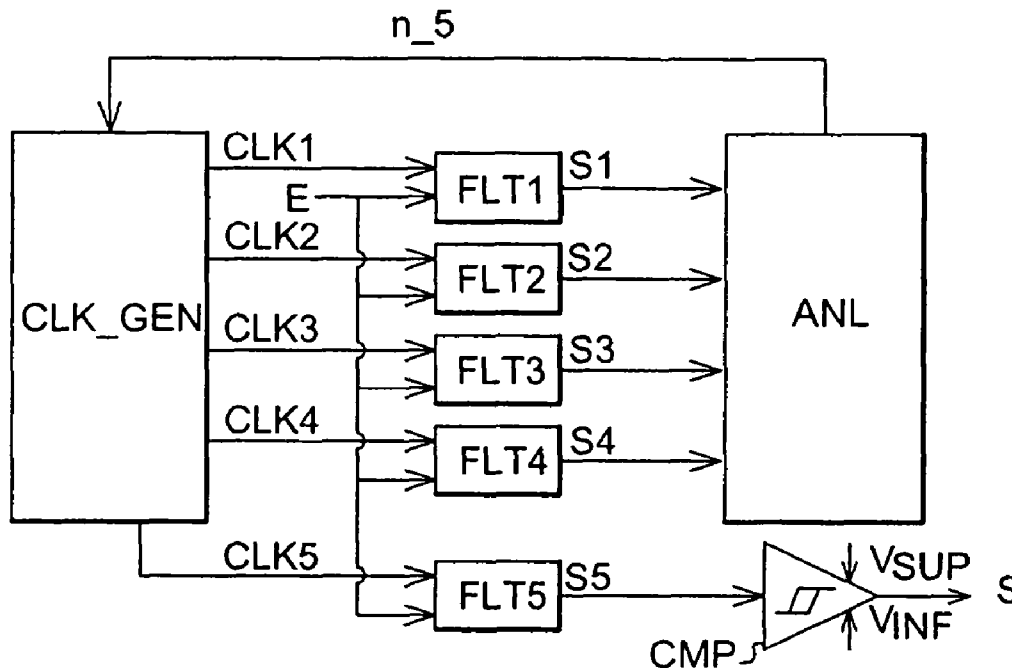 n_5
CLK1
FLT1
S1
E
CLK2
FLT2
S2
CLK_GEN
CLK3
FLT3
S3
ANL
CLK4
FLT4
S4
CLK5
FLT5
S5
VSUP
S
VINF
CMP